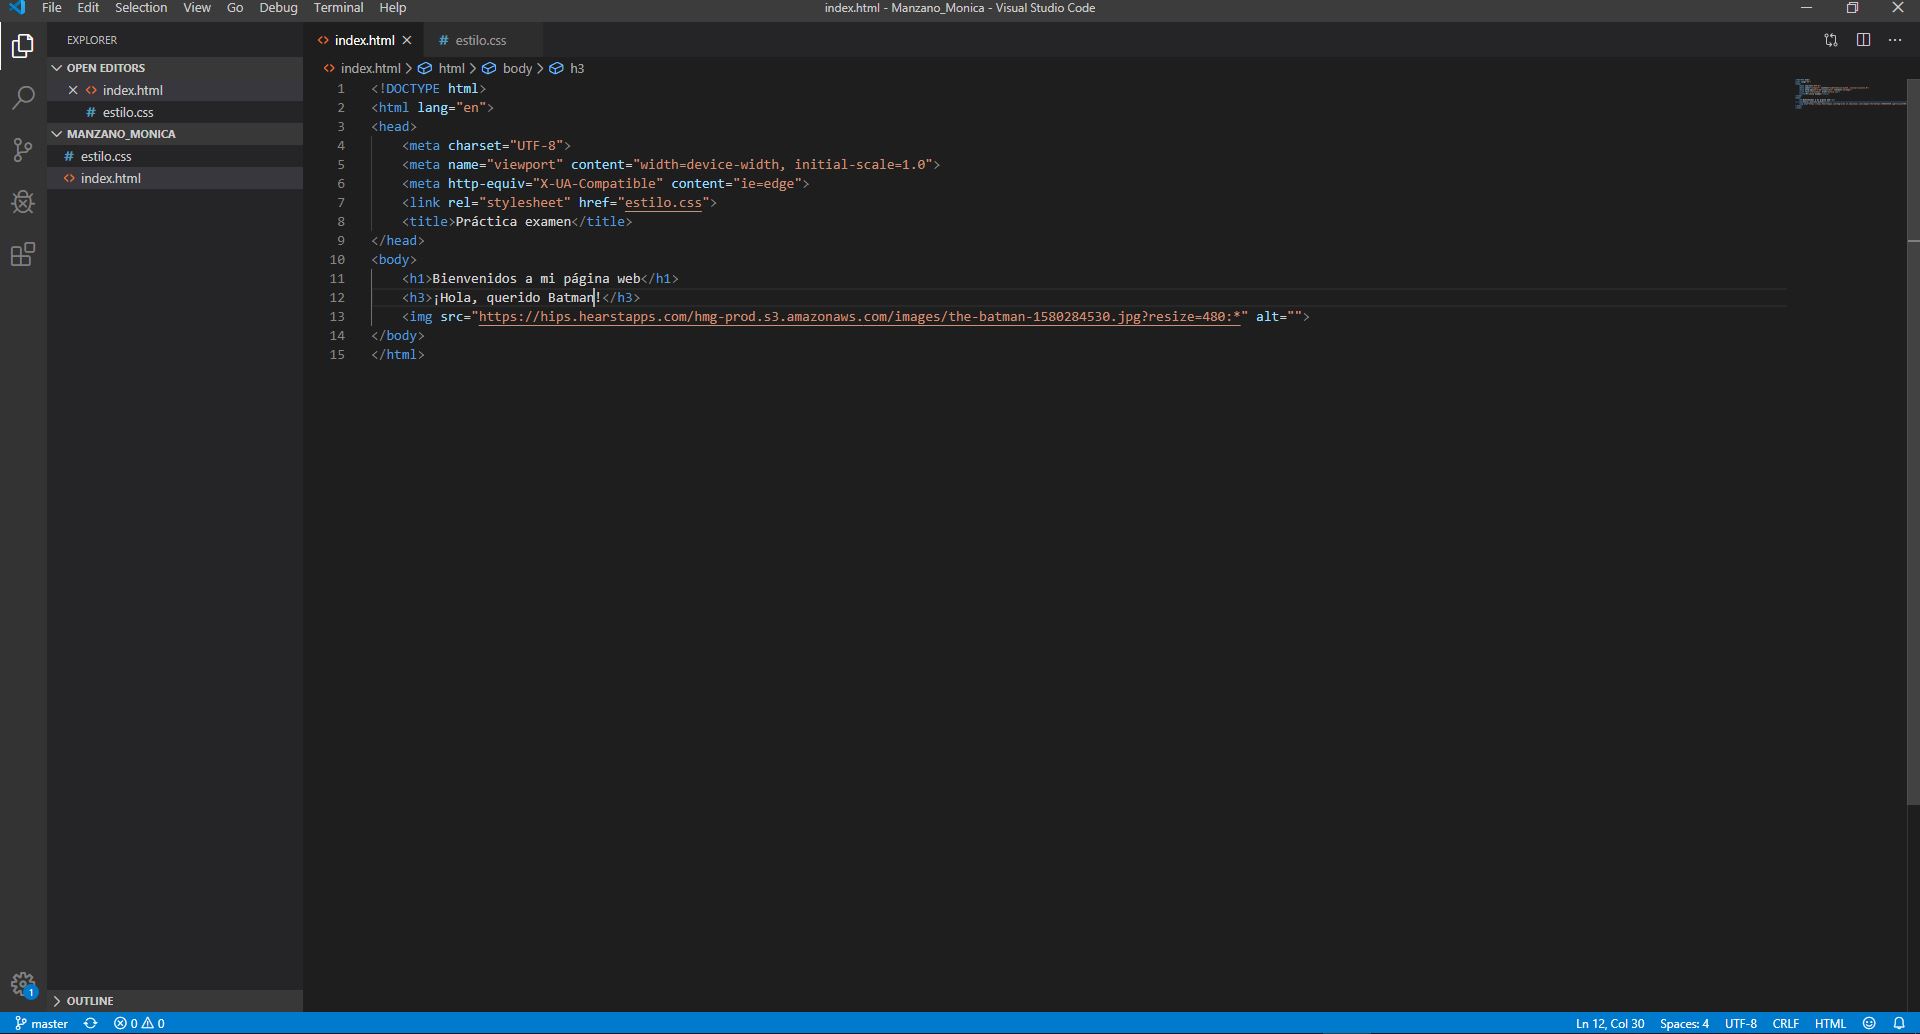 File Edit Selection View Go Debug Terminal Help
index.html - Manzano_Monica - Visual Studio Code
EXPLORER
OPEN EDITORS
index.html
estilo.css
MANZANO_MONICA
estilo.css
index.html
OUTLINE
index.html estilo.css
index.html > html > body > h3
1 <!DOCTYPE html>
2 <html lang="en">
3 <head>
4 <meta charset="UTF-8">
5 <meta name="viewport" content="width=device-width, initial-scale=1.0">
6 <meta http-equiv="X-UA-Compatible" content="ie=edge">
7 <link rel="stylesheet" href="estilo.css">
8 <title>Práctica examen</title>
9 </head>
10 <body>
11 <h1>Bienvenidos a mi página web</h1>
12 <h3>¡Hola, querido Batman!</h3>
13 <img src="https://hips.hearstapps.com/hmg-prod.s3.amazonaws.com/images/the-batman-1580284530.jpg?resize=480:*" alt="">
14 </body>
15 </html>
1
master 0 0 Ln 12, Col 30 Spaces: 4 UTF-8 CRLF HTML